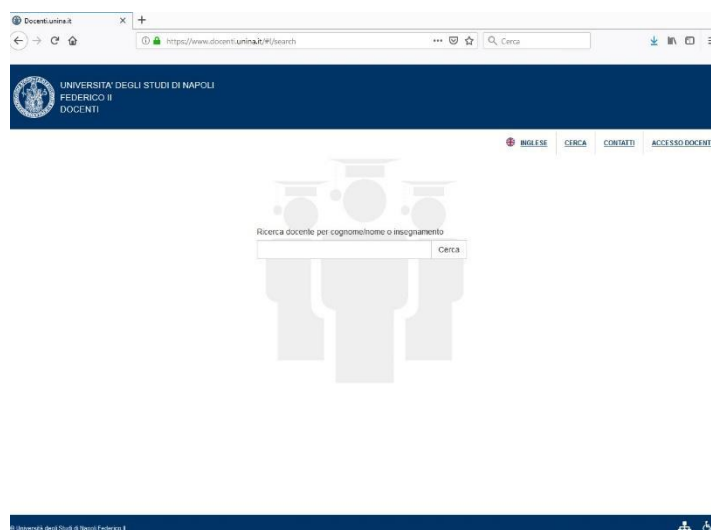 Docenti.unina.it
https://www.docenti.unina.it/#!/search
Cerca
UNIVERSITA' DEGLI STUDI DI NAPOLI
FEDERICO II
DOCENTI
INGLESE CERCA CONTATTI ACCESSO DOCENT
Ricerca docente per cognome/nome o insegnamento
Cerca
© Università degli Studi di Napoli Federico II